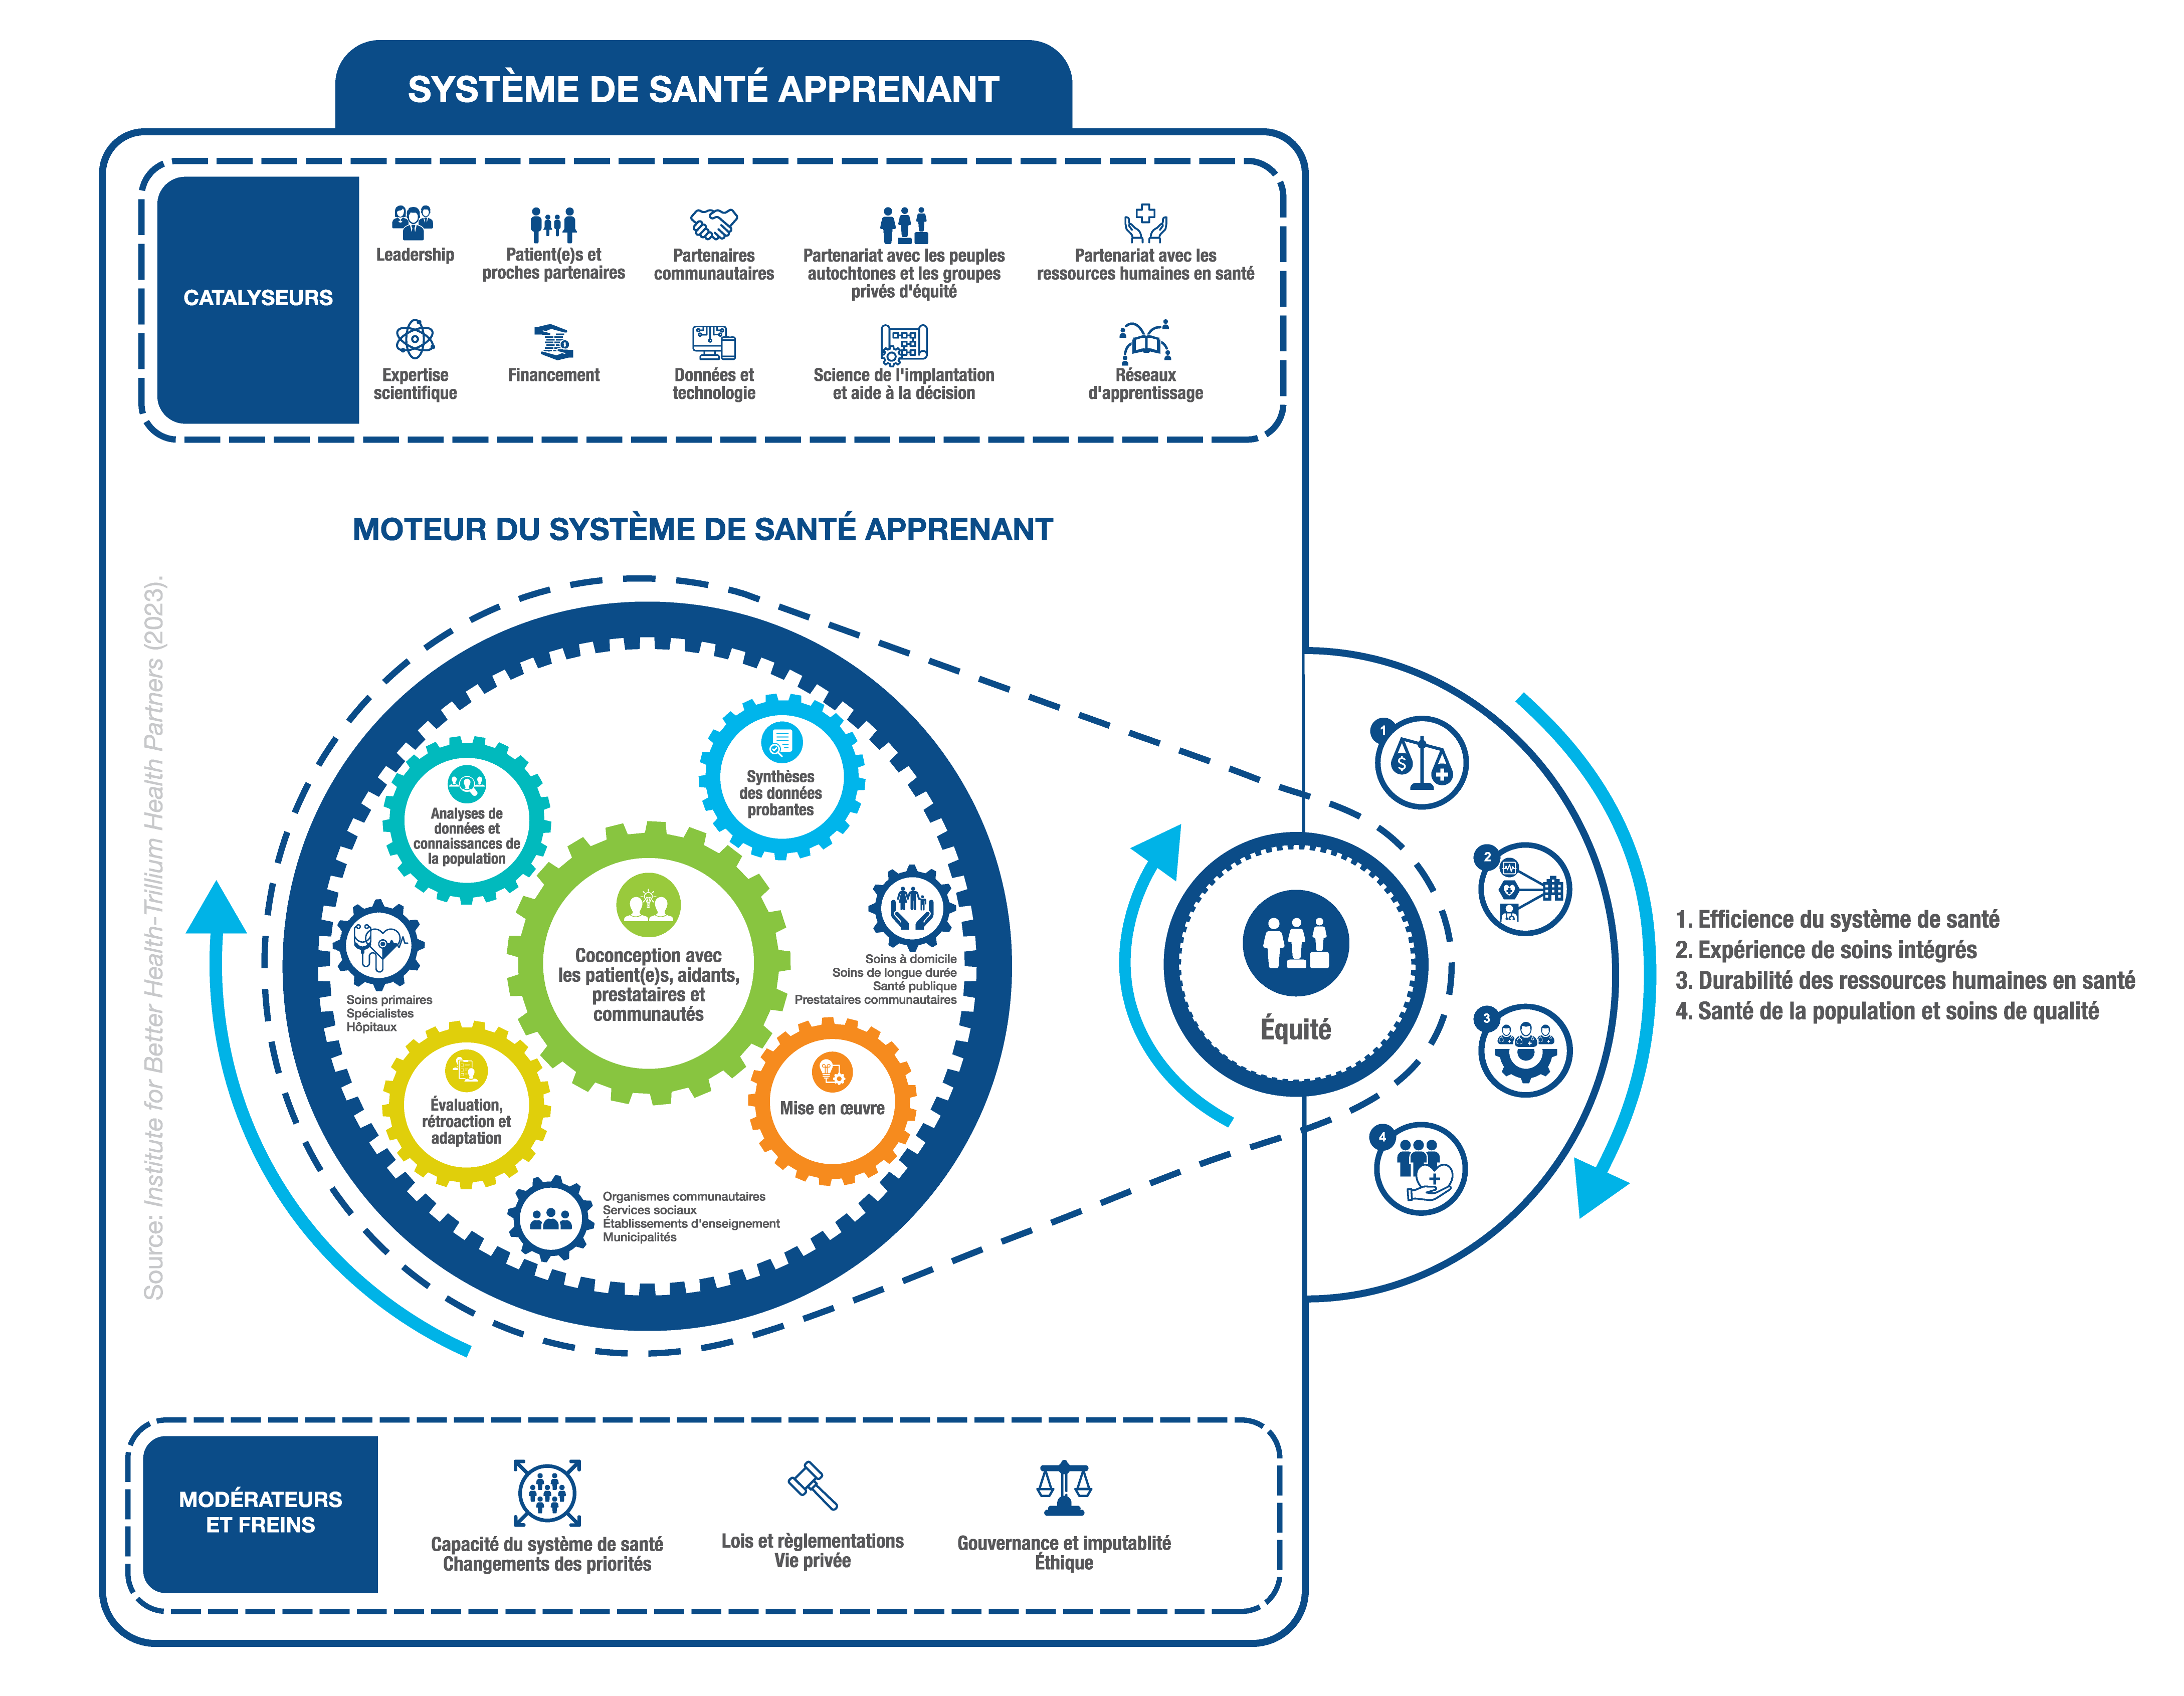 SYSTÈME DE SANTÉ APPRENANT
CATALYSEURS
Leadership
Patient(e)s et
proches partenaires
Partenaires
communautaires
Partenariat avec les peuples
autochtones et les groupes
privés d'équité
Partenariat avec les
ressources humaines en santé
Expertise
scientifique
Financement
Données et
technologie
Science de l'implantation
et aide à la décision
Réseaux
d'apprentissage
MOTEUR DU SYSTÈME DE SANTÉ APPRENANT
Source: Institute for Better Health-Trillium Health Partners (2023).
Analyses de
données et
connaissances de
la population
Synthèses
des données
probantes
Coconception avec
les patient(e)s, aidants,
prestataires et
communautés
Soins primaires
Spécialistes
Hôpitaux
Soins à domicile
Soins de longue durée
Santé publique
Prestataires communautaires
Évaluation,
rétroaction et
adaptation
Mise en œuvre
Organismes communautaires
Services sociaux
Établissements d'enseignement
Municipalités
Équité
1
$
2
3
4
1. Efficience du système de santé
2. Expérience de soins intégrés
3. Durabilité des ressources humaines en santé
4. Santé de la population et soins de qualité
MODÉRATEURS
ET FREINS
Capacité du système de santé
Changements des priorités
Lois et règlementations
Vie privée
Gouvernance et imputablité
Éthique